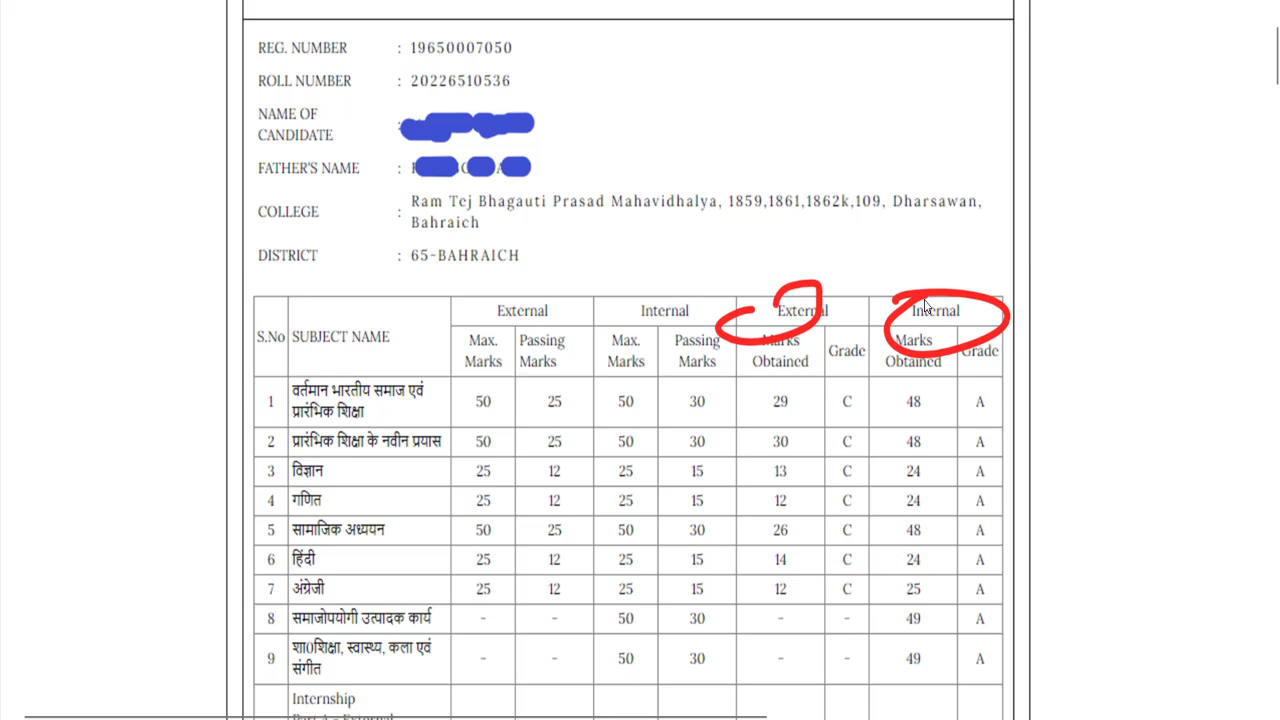 REG. NUMBER : 19650007050
ROLL NUMBER : 20226510536
NAME OF
CANDIDATE :
FATHER'S NAME :
COLLEGE : Ram Tej Bhagauti Prasad Mahavidhalya, 1859,1861,1862k,109, Dharsawan,
Bahraich
DISTRICT : 65-BAHRAICH
S.No SUBJECT NAME External Internal External Internal
Max. Marks Passing Marks Max. Marks Passing Marks Marks Obtained Grade Marks Obtained Grade
1 वर्तमान भारतीय समाज एवं प्रारंभिक शिक्षा 50 25 50 30 29 C 48 A
2 प्रारंभिक शिक्षा के नवीन प्रयास 50 25 50 30 30 C 48 A
3 विज्ञान 25 12 25 15 13 C 24 A
4 गणित 25 12 25 15 12 C 24 A
5 सामाजिक अध्ययन 50 25 50 30 26 C 48 A
6 हिंदी 25 12 25 15 14 C 24 A
7 अंग्रेजी 25 12 25 15 12 C 25 A
8 समाजोपयोगी उत्पादक कार्य - - 50 30 - - 49 A
9 शा0शिक्षा, स्वास्थ्य, कला एवं संगीत - - 50 30 - - 49 A
Internship